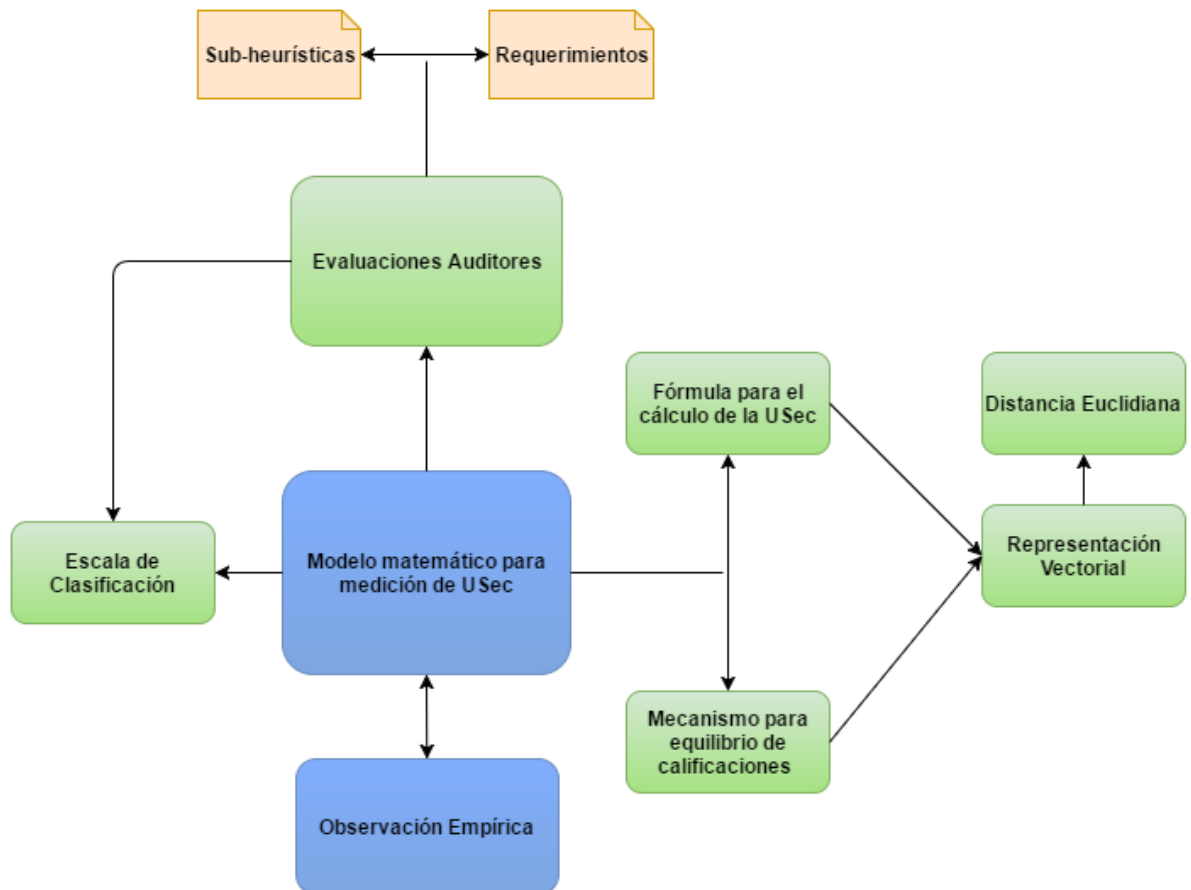 Sub-heurísticas
Requerimientos
Evaluaciones Auditores
Fórmula para el
cálculo de la USec
Distancia Euclidiana
Escala de
Clasificación
Modelo matemático para
medición de USec
Representación
Vectorial
Mecanismo para
equilibrio de
calificaciones
Observación Empírica